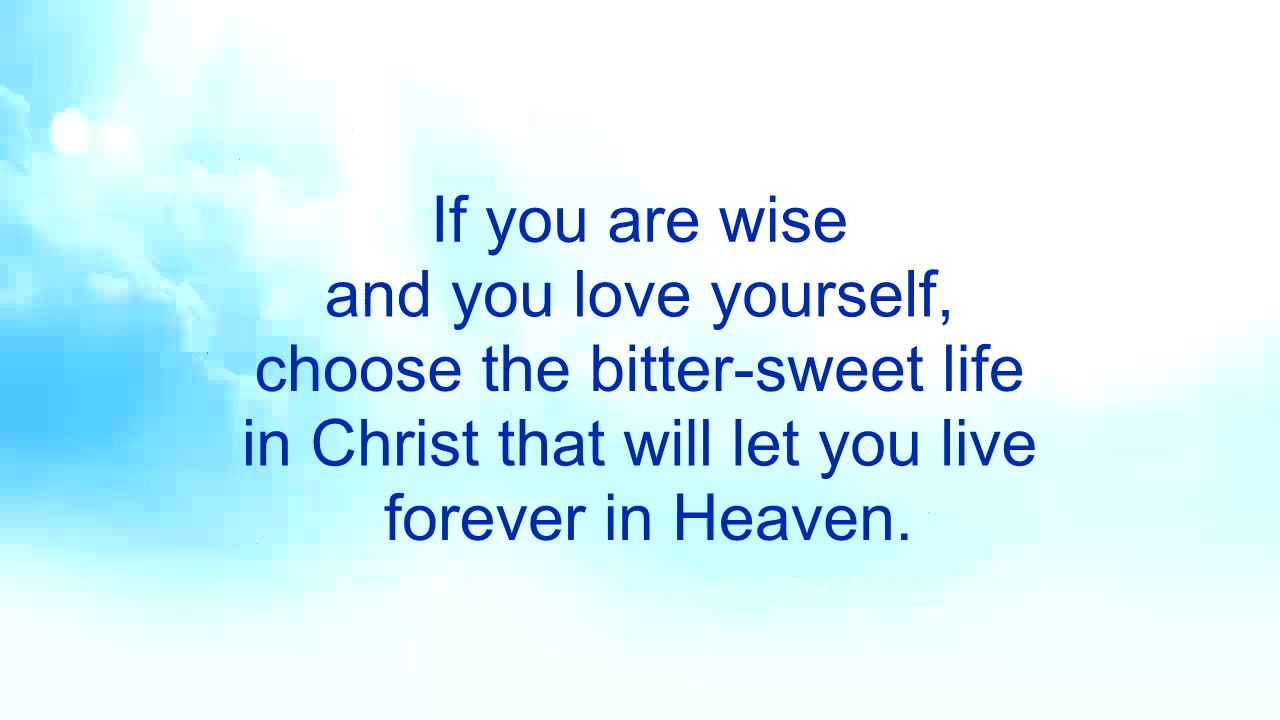 If you are wise
and you love yourself,
choose the bitter-sweet life
in Christ that will let you live
forever in Heaven.